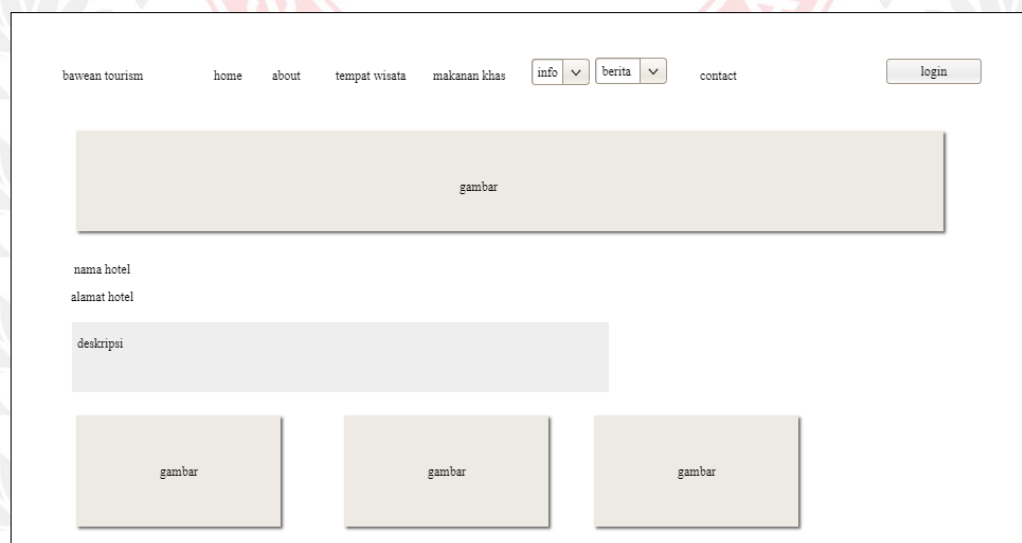 bawean tourism home about tempat wisata makanan khas info berita contact login
gambar
nama hotel
alamat hotel
deskripsi
gambar gambar gambar